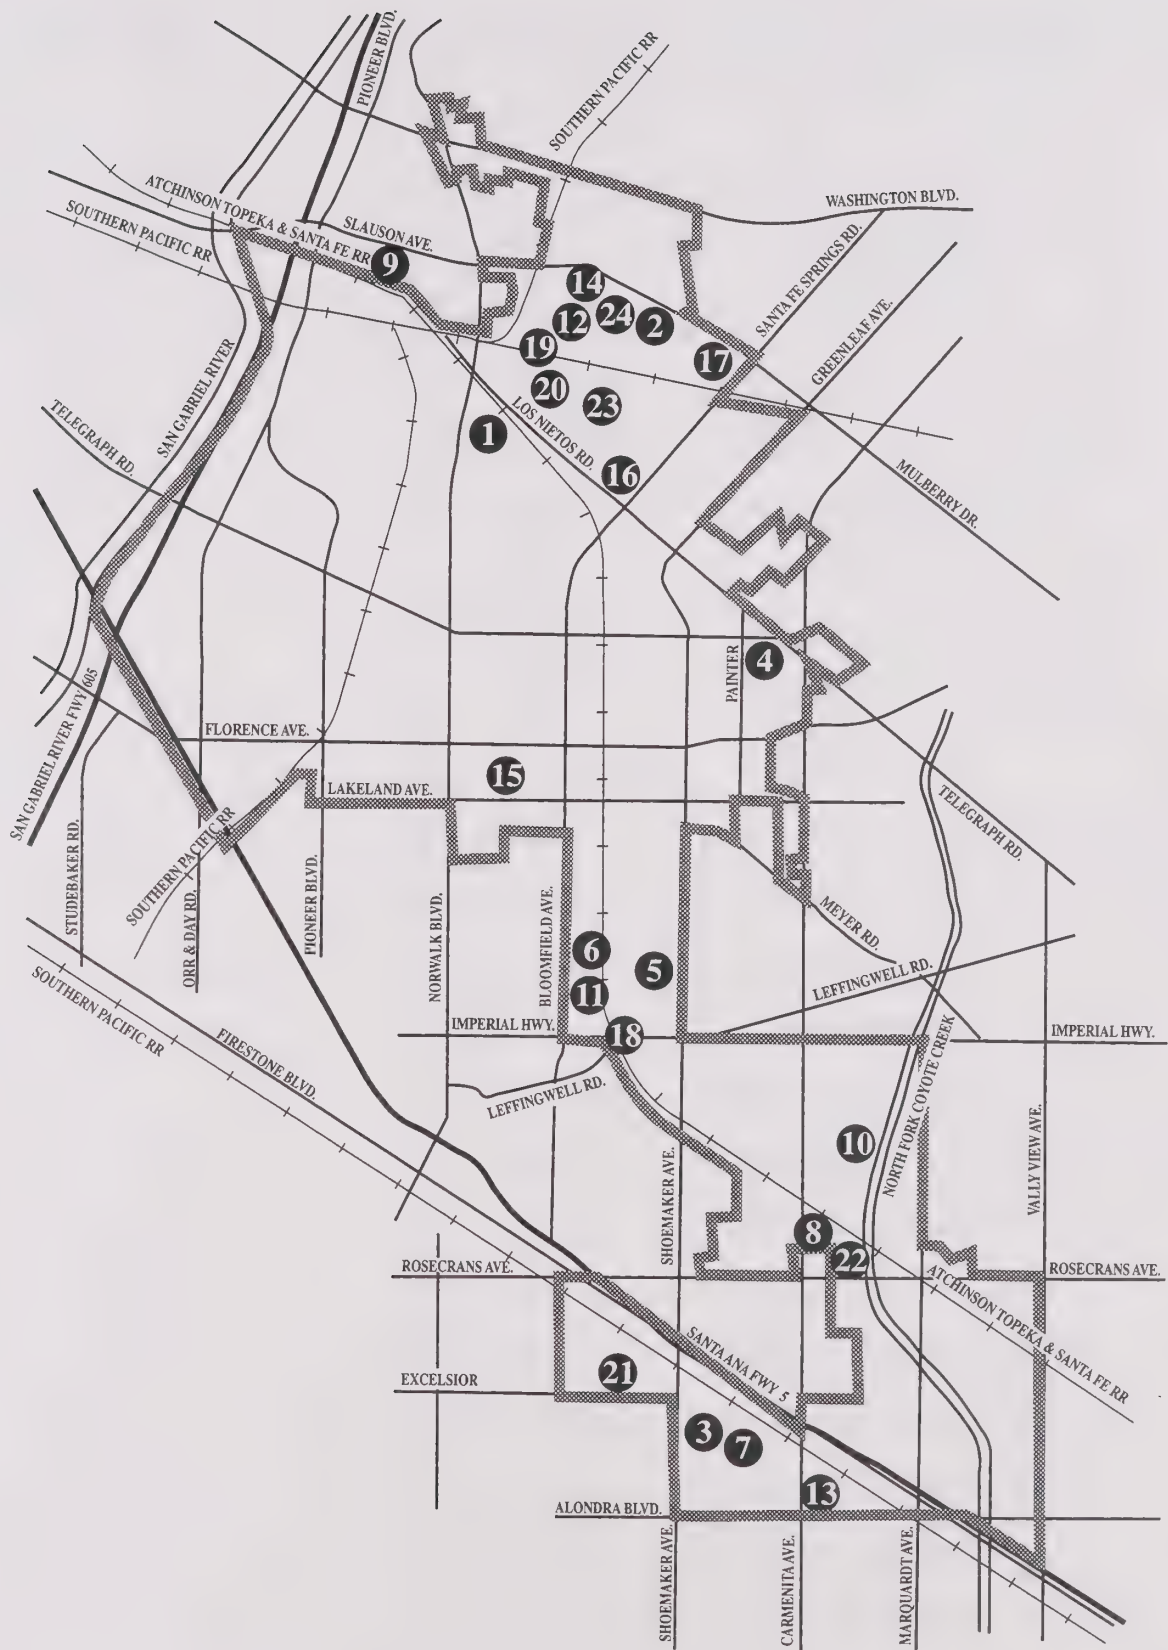 PIONEER BLVD.
SOUTHERN PACIFIC RR
ATCHINSON TOPEKA & SANTA FE RR
WASHINGTON BLVD.
SOUTHERN PACIFIC RR
SLAUSON AVE.
9
14
SANTA FE SPRINGS RD.
12
24
2
GREENLEAF AVE.
19
17
SAN GABRIEL RIVER
20
23
TELEGRAPH RD.
1
LOS NIETOS RD.
16
MULBERRY DR.
PAINTER
4
SAN GABRIEL RIVER FWY 605
FLORENCE AVE.
15
LAKELAND AVE.
TELEGRAPH RD.
SOUTHERN PACIFIC RR
STUDEBAKER RD.
ORR & DAY RD.
PIONEER BLVD.
NORWALK BLVD.
BLOOMFIELD AVE.
MEYER RD.
6
5
LEFFINGWELL RD.
11
SOUTHERN PACIFIC RR
FIRESTONE BLVD.
IMPERIAL HWY.
18
IMPERIAL HWY.
LEFFINGWELL RD.
NORTH FORK COYOTE CREEK
10
SHOEMAKER AVE.
VALLY VIEW AVE.
8
22
ROSECRANS AVE.
ROSECRANS AVE.
ATCHINSON TOPEKA & SANTA FE RR
SANTA ANA FWY 5
21
EXCELSIOR
3
7
13
ALONDRA BLVD.
SHOEMAKER AVE.
CARMENITA AVE.
MARQUARDT AVE.